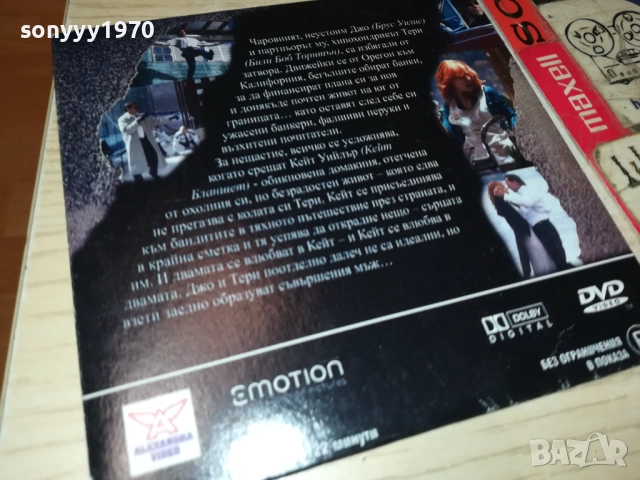 sonyyy1970
Чаровният, неустоим Джо (Брус Уилис)
и партньорът му, хипохондрикът Тери
(Били Боб Торнтън), са избягали от
затвора. Движейки се от Орегон към
Калифорния, бегълците обират банки,
за да финансират плана си за нов
и донякъде почтен живот на юг от
границата... като оставят след себе си
ужасени банкери, фалшиви перуки и
възхитени почитатели.
За нещастие, всичко се усложнява,
когато срещат Кейт Уийлър (Кейт
Бланшет) - обикновена домакиня, отегчена
от охолния си, но безрадостен живот – която едва
не прегазва с колата си Тери. Кейт се присъединява
към бандитите в тяхното пътешествие през страната, и
в крайна сметка и тя успява да открадне нещо - сърцата
им. И двамата се влюбват в Кейт – и Кейт се влюбва в
двамата. Джо и Тери поотделно далеч не са идеални, но
взети заедно образуват съвършения мъж...
DOLBY
DIGITAL
DVD
VIDEO
БЕЗ ОГРАНИЧЕНИЯ
В ПОКАЗА
EMOTION
ALEXANDRA
VIDEO
МИНУТИ
SO
maxell
БАЗАР
bazar.bg